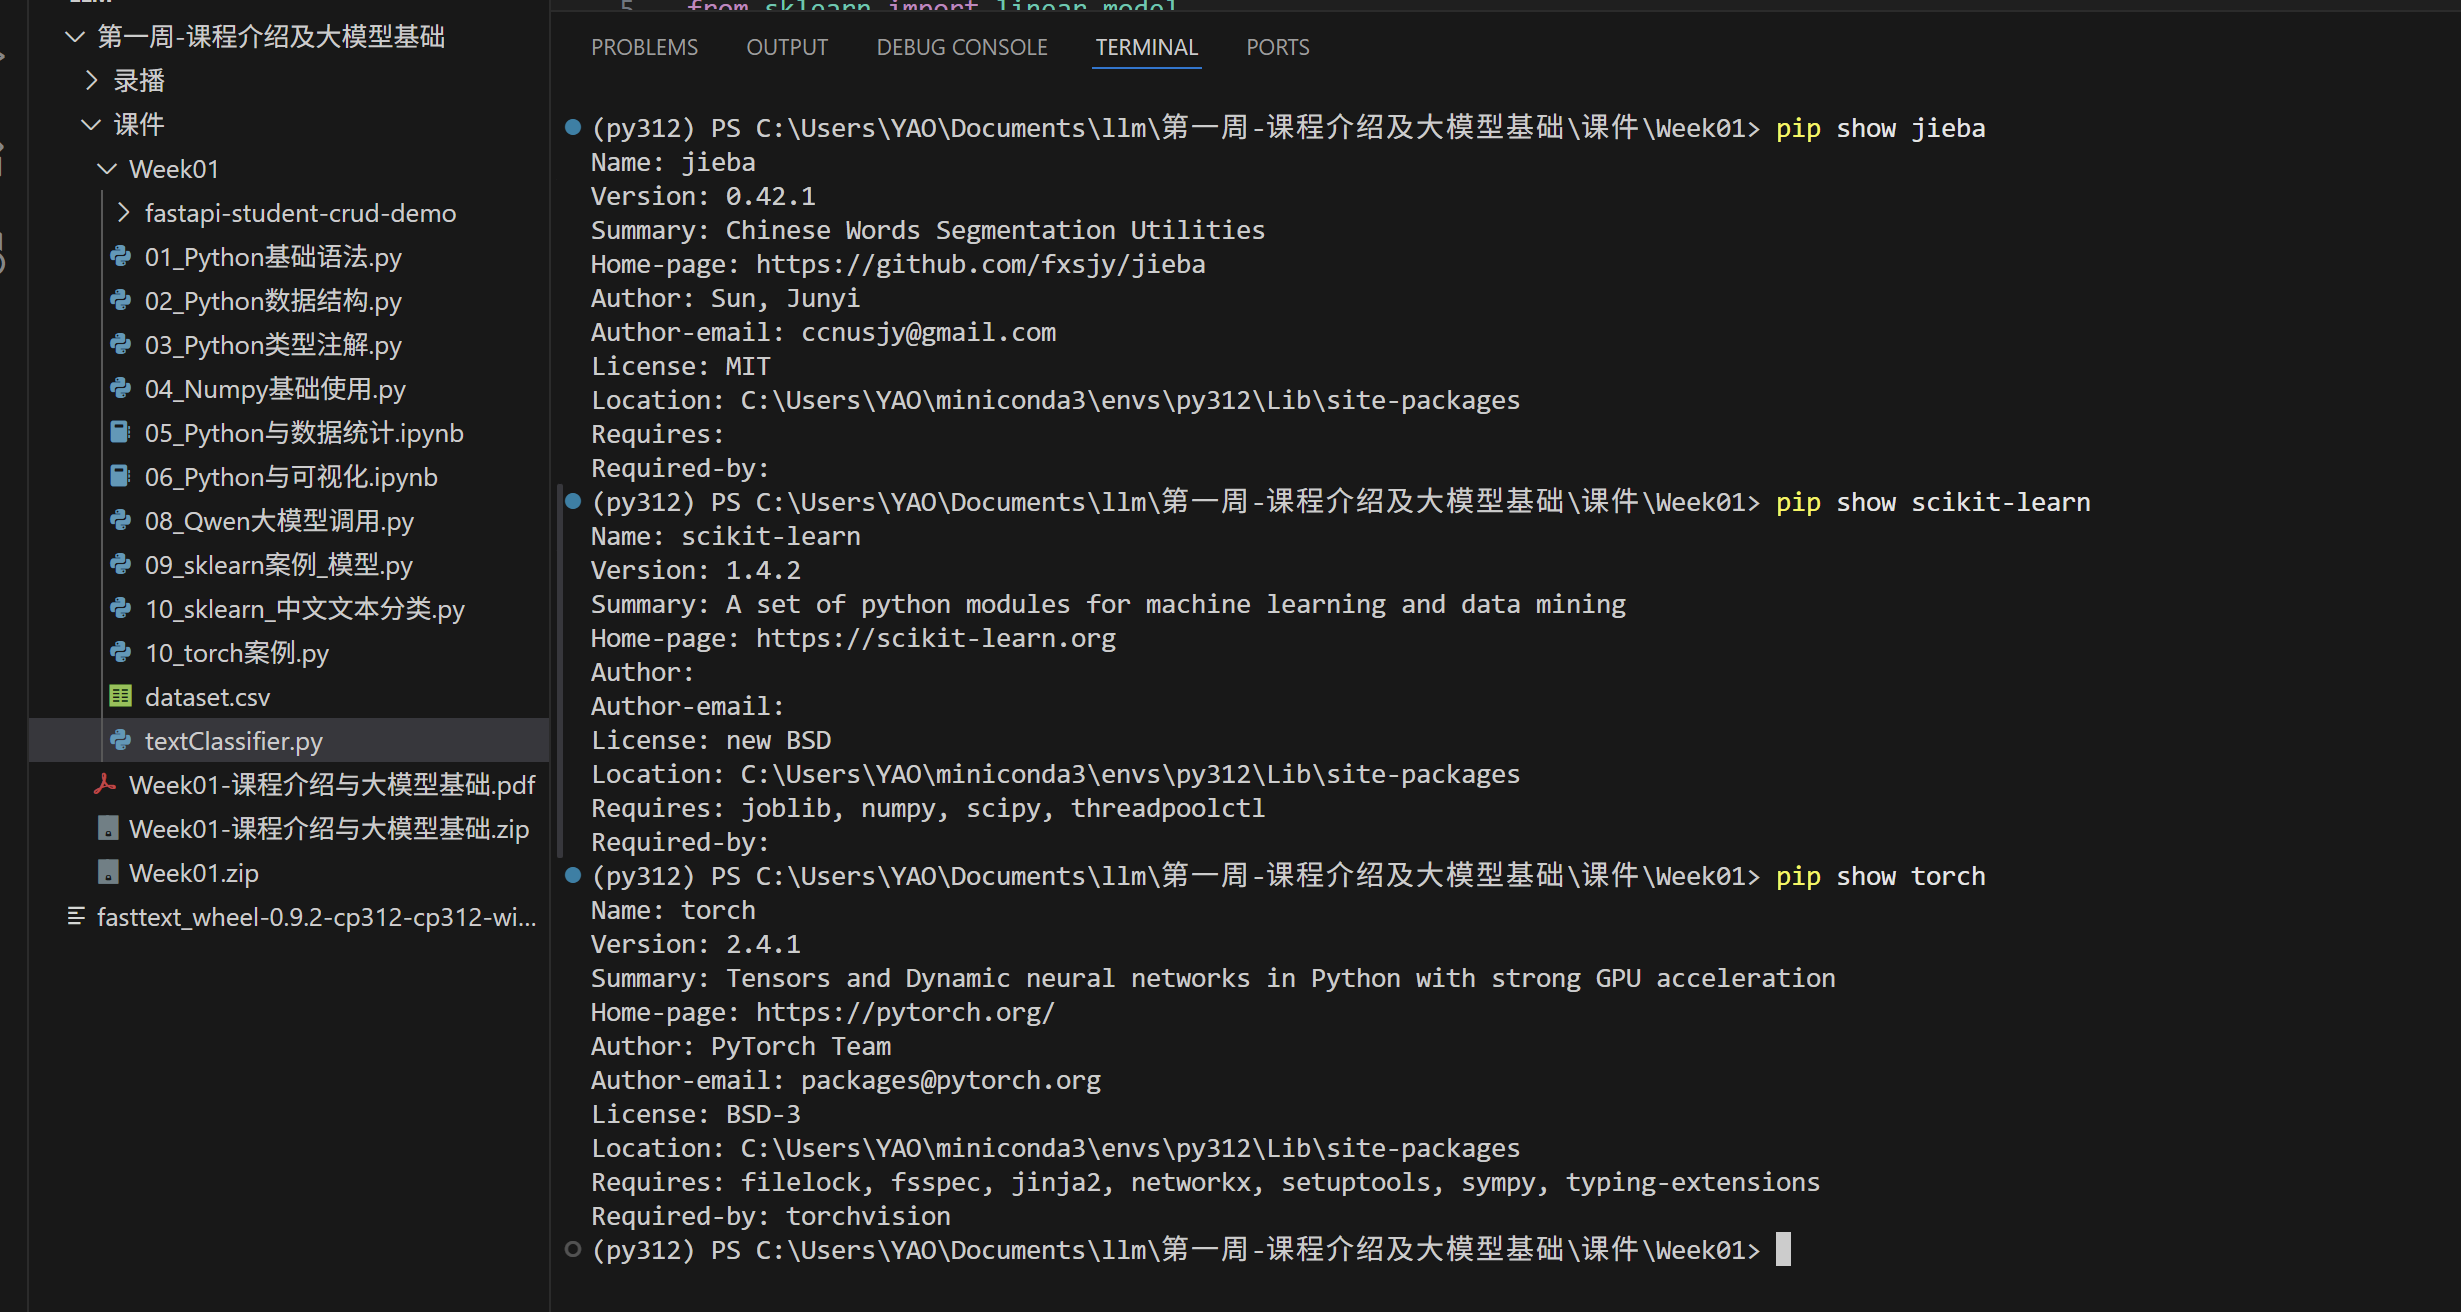 第一周-课程介绍及大模型基础
录播
课件
Week01
fastapi-student-crud-demo
01_Python基础语法.py
02_Python数据结构.py
03_Python类型注解.py
04_Numpy基础使用.py
05_Python与数据统计.ipynb
06_Python与可视化.ipynb
08_Qwen大模型调用.py
09_sklearn案例_模型.py
10_sklearn_中文文本分类.py
10_torch案例.py
dataset.csv
textClassifier.py
Week01-课程介绍与大模型基础.pdf
Week01-课程介绍与大模型基础.zip
Week01.zip
fasttext_wheel-0.9.2-cp312-cp312-wi...
5 from sklearn import linear_model
PROBLEMS OUTPUT DEBUG CONSOLE TERMINAL PORTS
(py312) PS C:\Users\YAO\Documents\llm\第一周-课程介绍及大模型基础\课件\Week01> pip show jieba
Name: jieba
Version: 0.42.1
Summary: Chinese Words Segmentation Utilities
Home-page: https://github.com/fxsjy/jieba
Author: Sun, Junyi
Author-email: ccnusjy@gmail.com
License: MIT
Location: C:\Users\YAO\miniconda3\envs\py312\Lib\site-packages
Requires:
Required-by:
(py312) PS C:\Users\YAO\Documents\llm\第一周-课程介绍及大模型基础\课件\Week01> pip show scikit-learn
Name: scikit-learn
Version: 1.4.2
Summary: A set of python modules for machine learning and data mining
Home-page: https://scikit-learn.org
Author:
Author-email:
License: new BSD
Location: C:\Users\YAO\miniconda3\envs\py312\Lib\site-packages
Requires: joblib, numpy, scipy, threadpoolctl
Required-by:
(py312) PS C:\Users\YAO\Documents\llm\第一周-课程介绍及大模型基础\课件\Week01> pip show torch
Name: torch
Version: 2.4.1
Summary: Tensors and Dynamic neural networks in Python with strong GPU acceleration
Home-page: https://pytorch.org/
Author: PyTorch Team
Author-email: packages@pytorch.org
License: BSD-3
Location: C:\Users\YAO\miniconda3\envs\py312\Lib\site-packages
Requires: filelock, fsspec, jinja2, networkx, setuptools, sympy, typing-extensions
Required-by: torchvision
(py312) PS C:\Users\YAO\Documents\llm\第一周-课程介绍及大模型基础\课件\Week01>